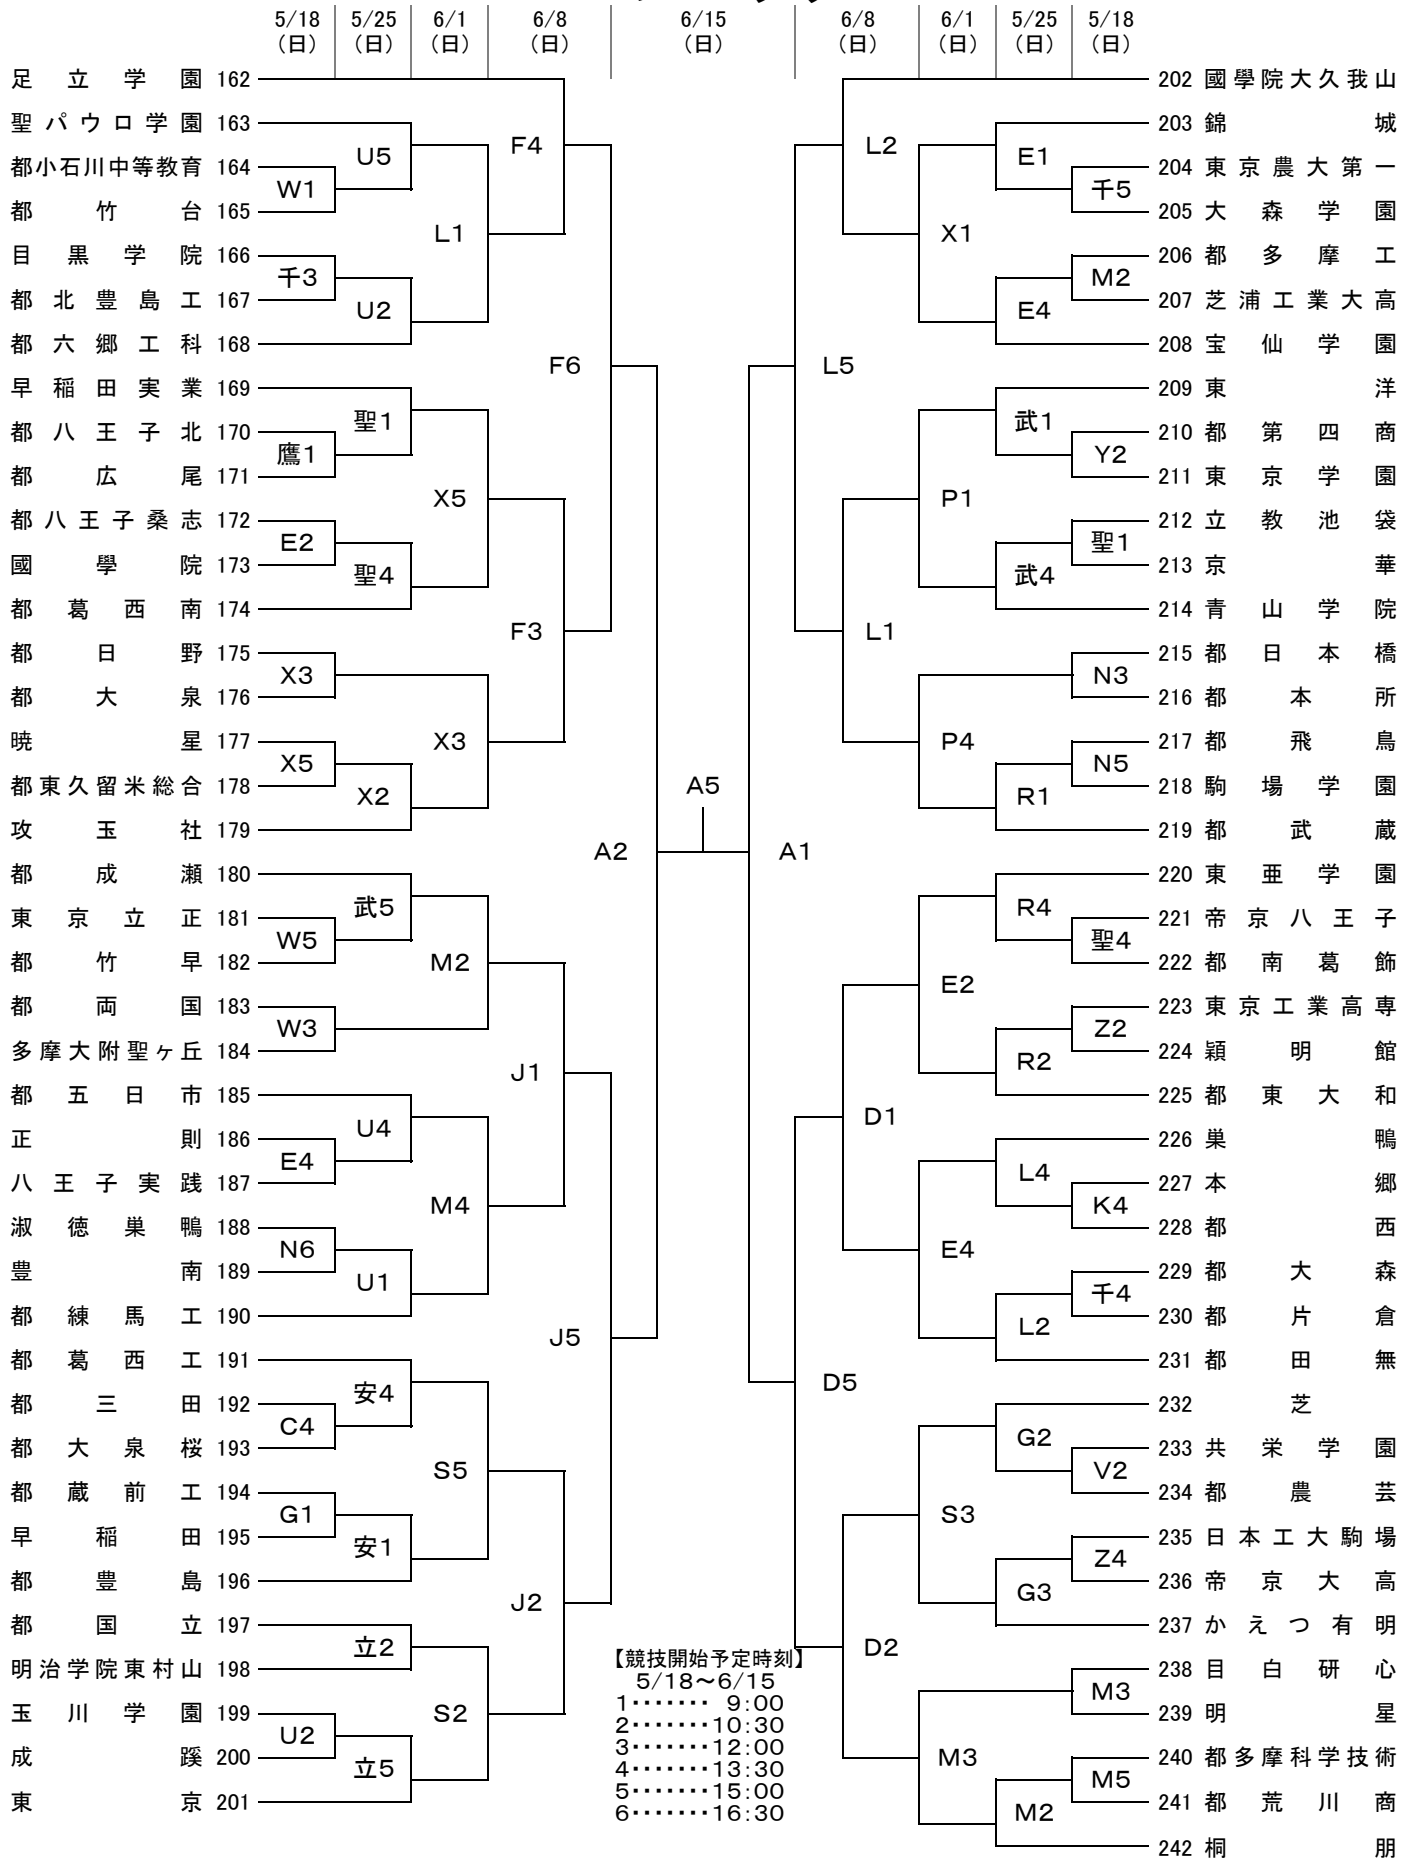 5/18 5/25 6/1 6/8 6/15 6/8 6/1 5/25 5/18
(日) (日) (日) (日) (日) (日) (日) (日) (日)
足立学園 162
聖パウロ学園 163
都小石川中等教育 164
都竹台 165
目黒学院 166
都北豊島工 167
都六郷工科 168
早稲田実業 169
都八王子北 170
都広尾 171
都八王子桑志 172
國學院 173
都葛西南 174
都日野 175
都大泉 176
暁星 177
都東久留米総合 178
攻玉社 179
都成瀬 180
東京立正 181
都竹早 182
都両国 183
多摩大附聖ヶ丘 184
都五日市 185
正則 186
八王子実践 187
淑徳巣鴨 188
豊南 189
都練馬工 190
都葛西工 191
都三田 192
都大泉桜 193
都蔵前工 194
早稲田 195
都豊島 196
都国立 197
明治学院東村山 198
玉川学園 199
成蹊 200
東京 201
W1
千3
鷹1
E2
X3
X5
W5
W3
E4
N6
C4
G1
U2
U5
U2
聖1
聖4
X2
武5
U4
U1
安4
安1
立2
立5
L1
X5
X3
M2
M4
S5
S2
F4
F3
J1
J2
F6
J5
A2
A5
A1
L5
D5
L2
L1
D1
D2
X1
P1
P4
E2
E4
S3
M3
E1
E4
武1
武4
R1
R4
R2
L4
L2
G2
G3
M2
千5
M2
Y2
聖1
N3
N5
聖4
Z2
K4
千4
V2
Z4
M3
M5
202 國學院大久我山
203 錦城
204 東京農大第一
205 大森学園
206 都多摩工
207 芝浦工業大高
208 宝仙学園
209 東洋
210 都第四商
211 東京学園
212 立教池袋
213 京華
214 青山学院
215 都日本橋
216 都本所
217 都飛鳥
218 駒場学園
219 都武蔵
220 東亜学園
221 帝京八王子
222 都南葛飾
223 東京工業高専
224 穎明館
225 都東大和
226 巣鴨
227 本郷
228 都西
229 都大森
230 都片倉
231 都田無
232 芝
233 共栄学園
234 都農芸
235 日本工大駒場
236 帝京大高
237 かえつ有明
238 目白研心
239 明星
240 都多摩科学技術
241 都荒川商
242 桐朋
【競技開始予定時刻】
5/18～6/15
1‥‥‥‥ 9:00
2‥‥‥‥10:30
3‥‥‥‥12:00
4‥‥‥‥13:30
5‥‥‥‥15:00
6‥‥‥‥16:30